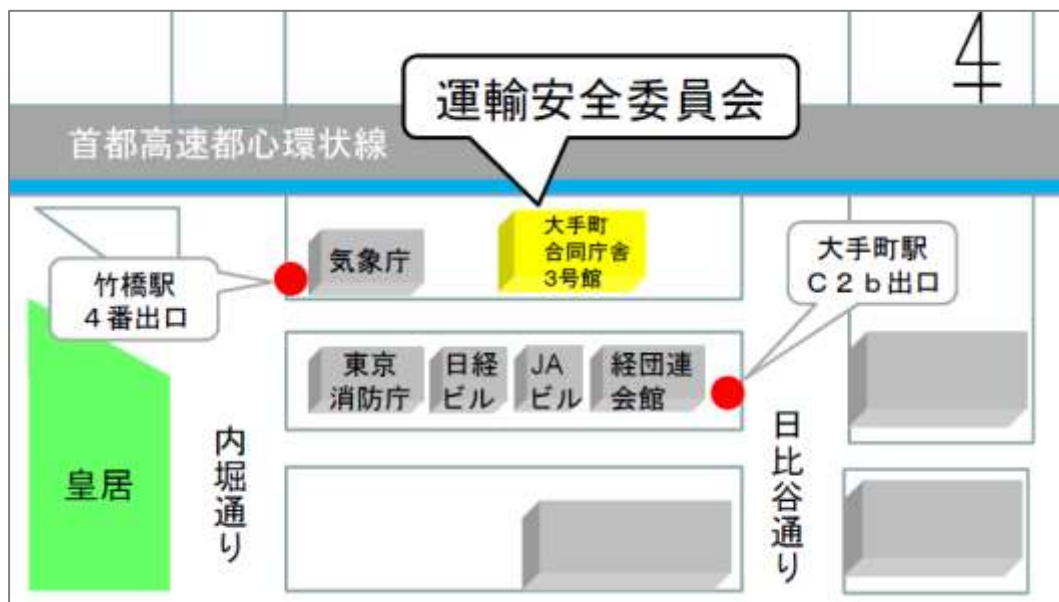 運輸安全委員会
首都高速都心環状線
大手町
合同庁舎
3号館
気象庁
大手町駅
C2b出口
竹橋駅
4番出口
東京
消防庁
日経
ビル
JA
ビル
経団連
会館
皇居
内堀通り
日比谷通り